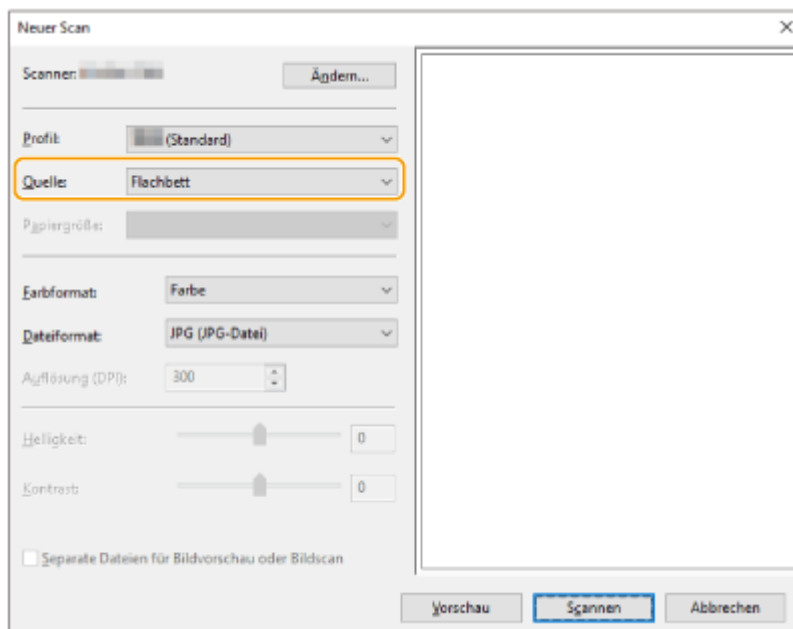 Neuer Scan
Scanner:
Ändern...
Profil: (Standard)
Quelle: Flachbett
Papiergröße:
Farbformat: Farbe
Dateiformat: JPG (JPG-Datei)
Auflösung (DPI): 300
Helligkeit: 0
Kontrast: 0
Separate Dateien für Bildvorschau oder Bildscan
Vorschau Scannen Abbrechen